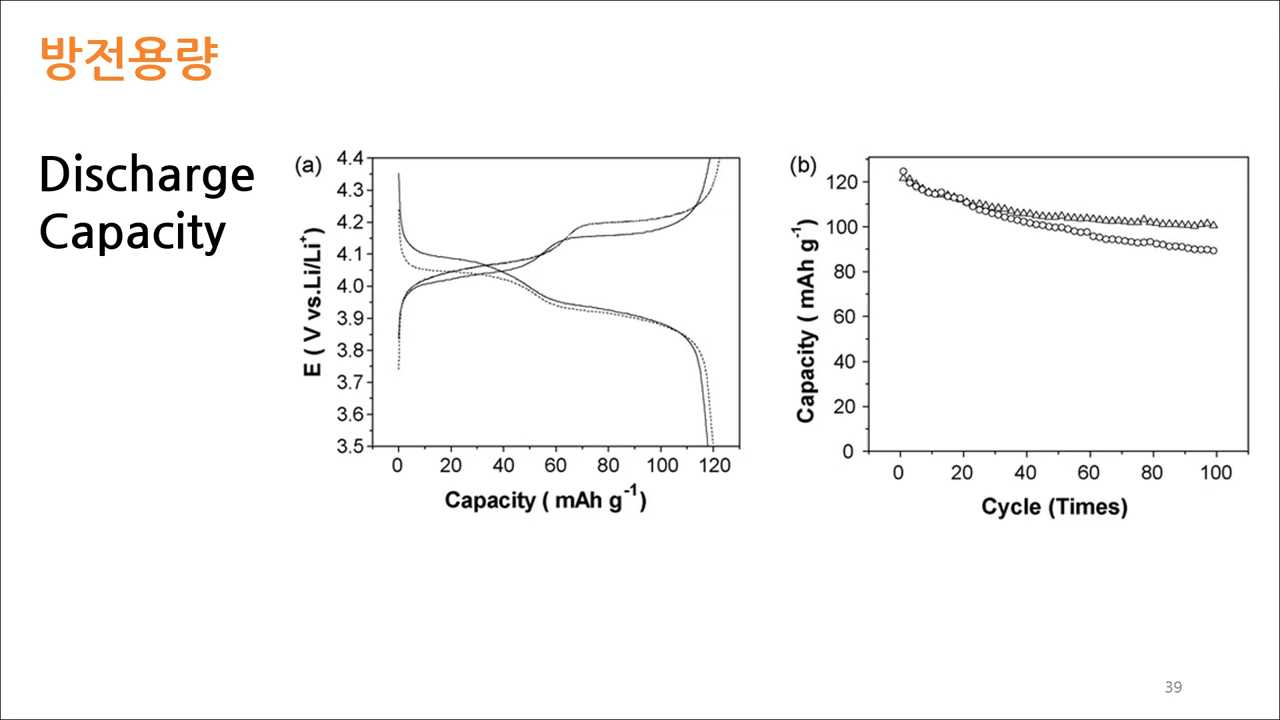 방전용량
Discharge
Capacity
(a)
4.4
4.3
4.2
4.1
4.0
3.9
3.8
3.7
3.6
3.5
E ( V vs.Li/Li⁺)
0 20 40 60 80 100 120
Capacity ( mAh g⁻¹)
(b)
120
100
80
60
40
20
0
Capacity ( mAh g⁻¹)
0 20 40 60 80 100
Cycle (Times)
39